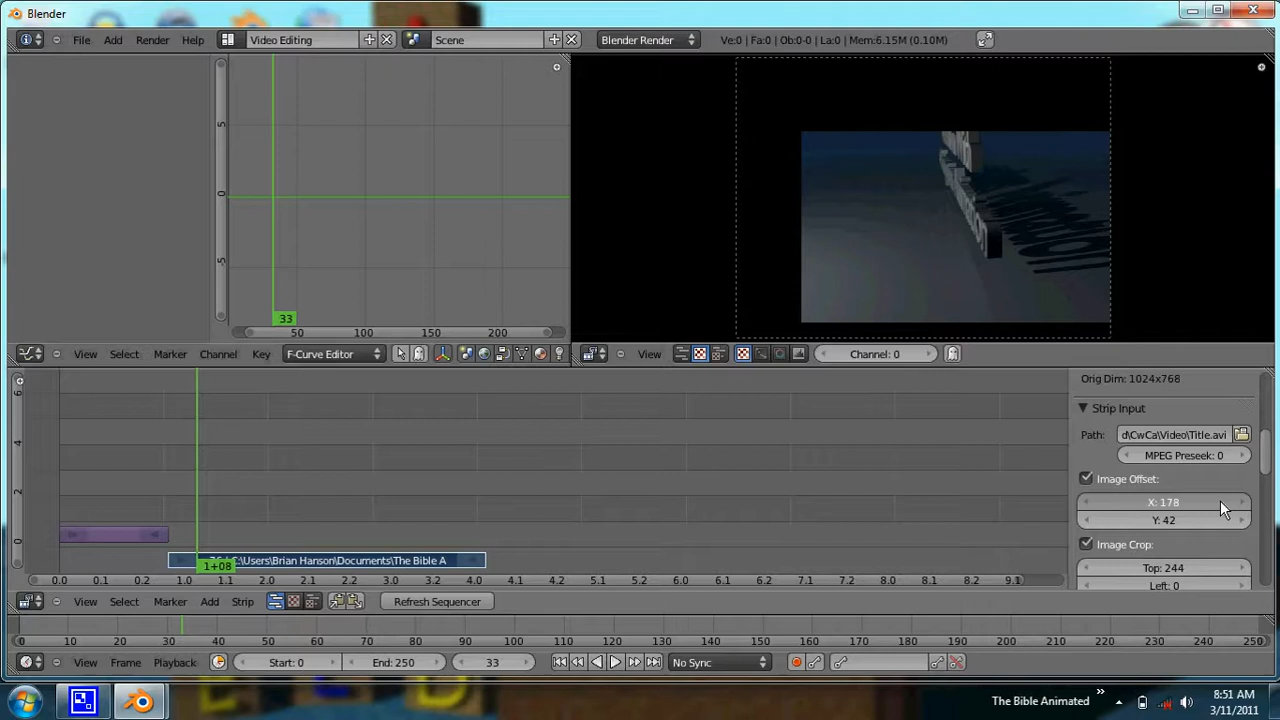 Blender
File Add Render Help Video Editing Scene Blender Render Ve:0 | Fa:0 | Ob:0-0 | La:0 | Mem:6.15M (0.10M)
5
0
-5
33
50 100 150 200
View Select Marker Channel Key F-Curve Editor
View Channel: 0
6
4
2
0
C:\Users\Brian Hanson\Documents\The Bible A
1+08
0.0 0.1 0.2 1.0 1.1 2.0 2.1 2.2 3.1 3.2 4.0 4.1 5.0 5.1 5.2 6.0 6.1 7.0 7.1 7.2 8.0 8.2 9.1
View Select Marker Add Strip Refresh Sequencer
Orig Dim: 1024x768
Strip Input
Path: d\CwCa\Video\Title.avi
MPEG Preseek: 0
Image Offset:
X: 178
Y: 42
Image Crop:
Top: 244
Left: 0
0 10 20 30 40 50 60 70 80 90 100 110 120 130 140 150 160 170 180 190 200 210 220 230 240 250
View Frame Playback Start: 0 End: 250 33 No Sync
The Bible Animated
8:51 AM
3/11/2011